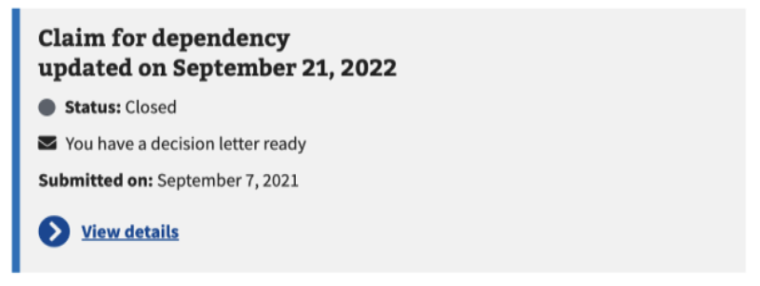 Claim for dependency
updated on September 21, 2022
Status: Closed
You have a decision letter ready
Submitted on: September 7, 2021
View details